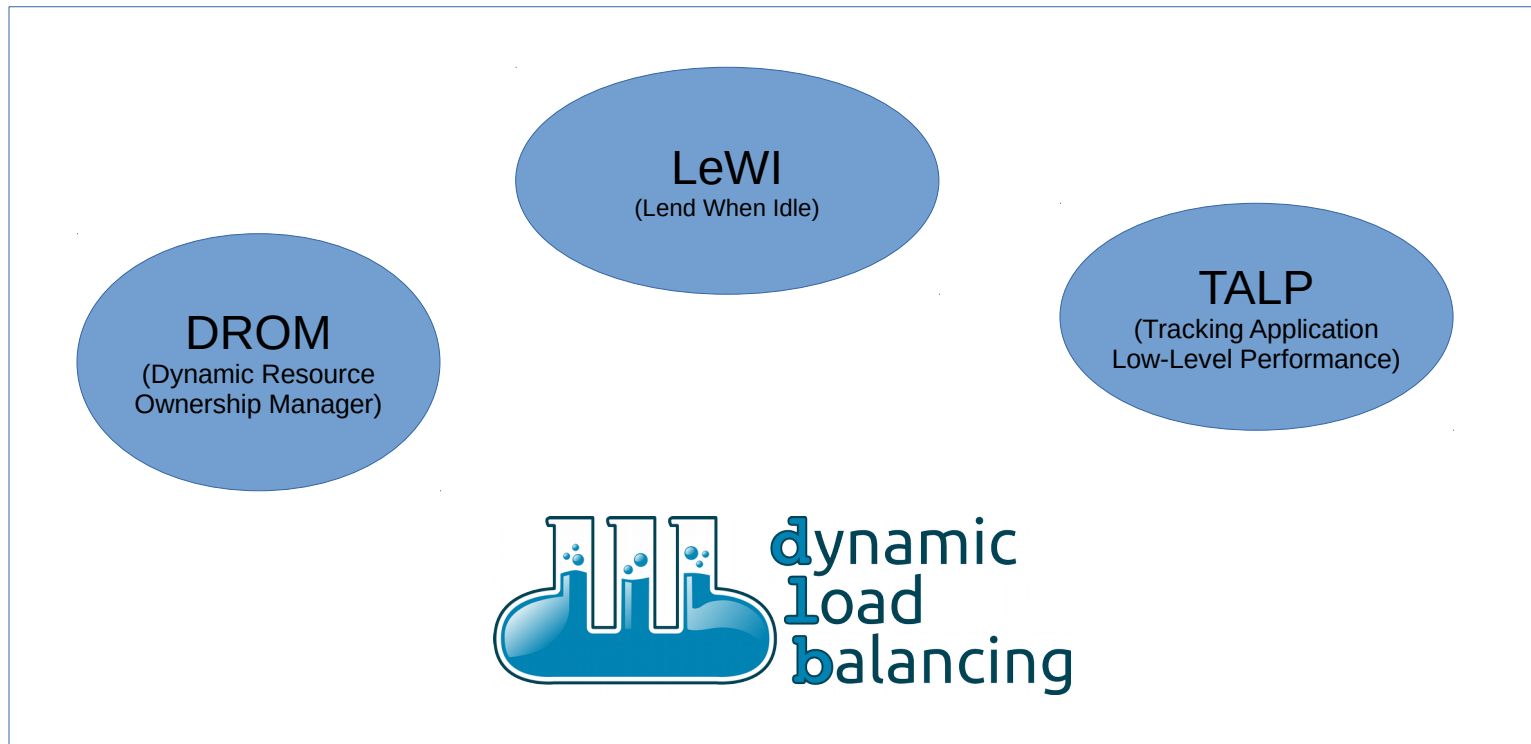 LeWI
(Lend When Idle)
TALP
(Tracking Application
Low-Level Performance)
DROM
(Dynamic Resource
Ownership Manager)
dynamic
load
balancing